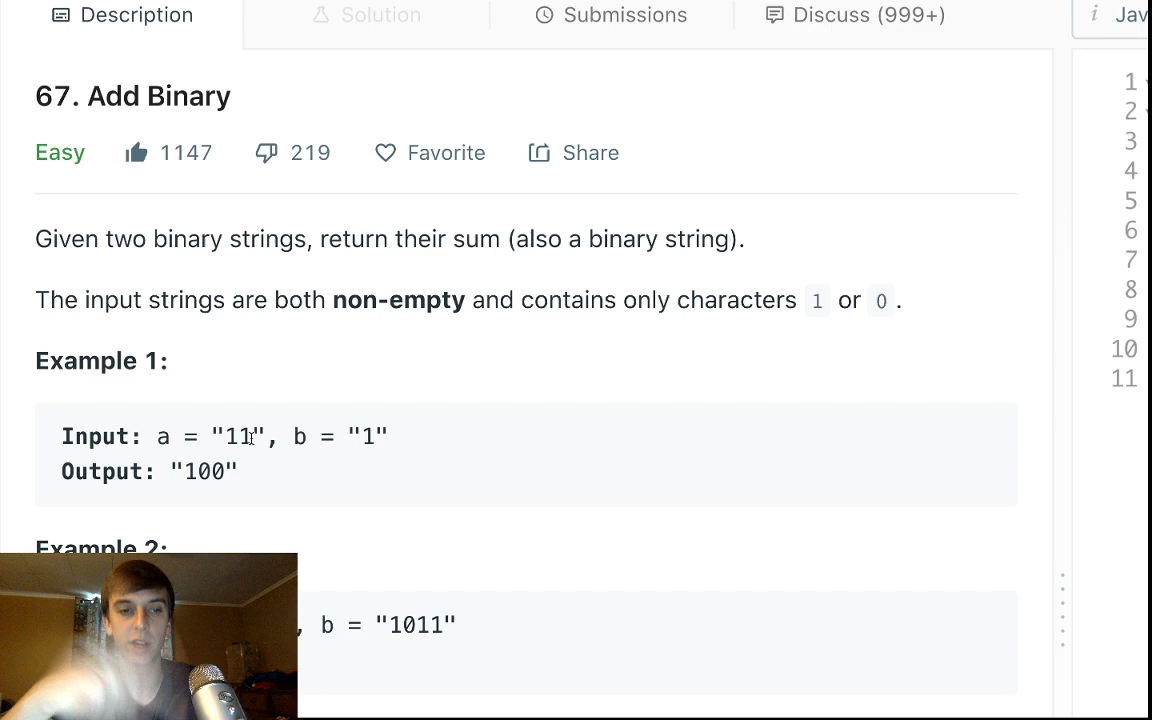 Description
Solution
Submissions
Discuss (999+)
i Jav
67. Add Binary
Easy 1147 219 Favorite Share
Given two binary strings, return their sum (also a binary string).
The input strings are both non-empty and contains only characters 1 or 0.
Example 1:
Input: a = "11", b = "1"
Output: "100"
Example 2:
, b = "1011"
1
2
3
4
5
6
7
8
9
10
11